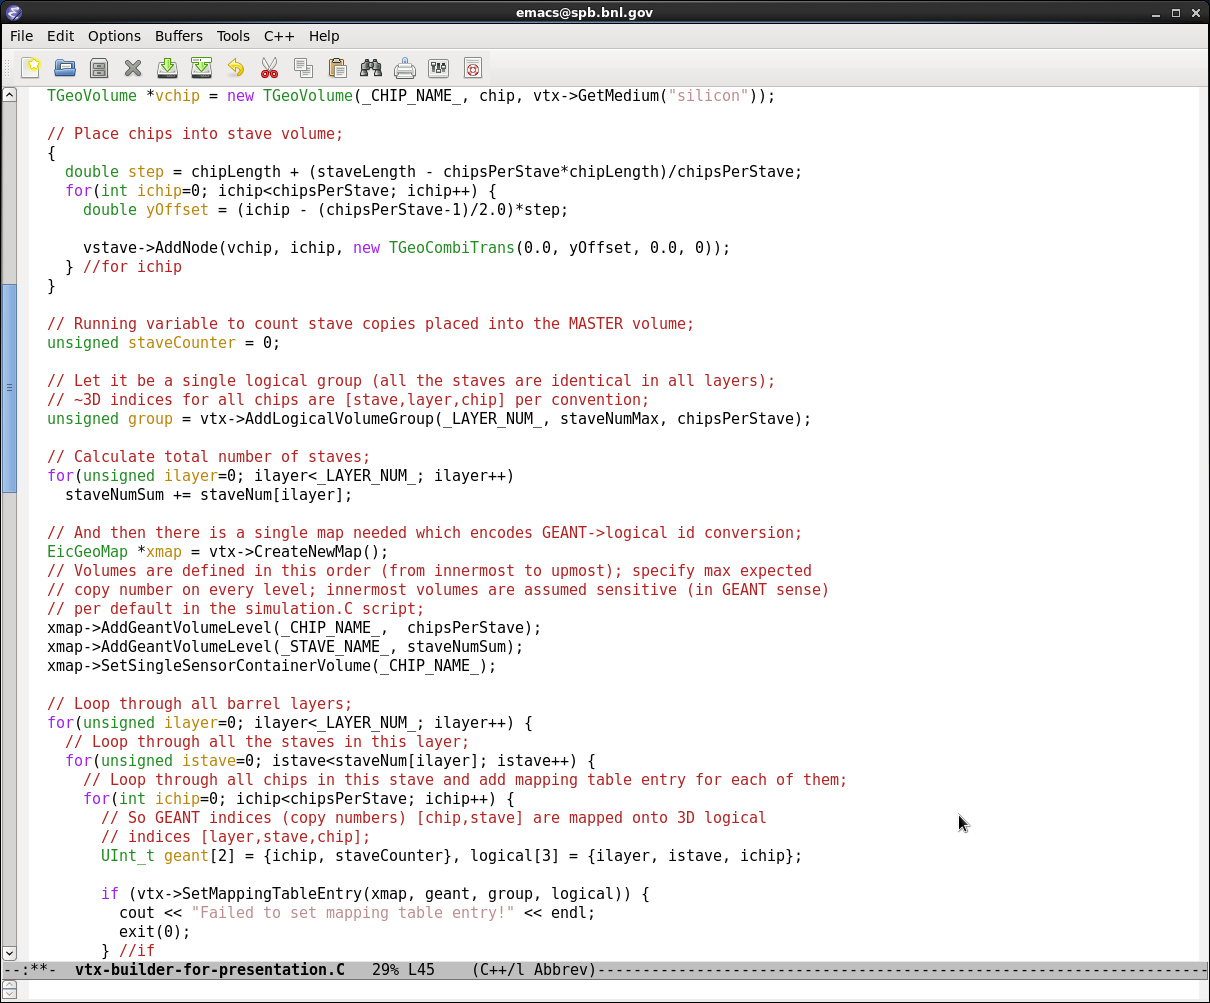 emacs@spb.bnl.gov
File Edit Options Buffers Tools C++ Help
TGeoVolume *vchip = new TGeoVolume(_CHIP_NAME_, chip, vtx->GetMedium("silicon"));
// Place chips into stave volume;
{
double step = chipLength + (staveLength - chipsPerStave*chipLength)/chipsPerStave;
for(int ichip=0; ichip<chipsPerStave; ichip++) {
double yOffset = (ichip - (chipsPerStave-1)/2.0)*step;
vstave->AddNode(vchip, ichip, new TGeoCombiTrans(0.0, yOffset, 0.0, 0));
} //for ichip
}
// Running variable to count stave copies placed into the MASTER volume;
unsigned staveCounter = 0;
// Let it be a single logical group (all the staves are identical in all layers);
// ~3D indices for all chips are [stave,layer,chip] per convention;
unsigned group = vtx->AddLogicalVolumeGroup(_LAYER_NUM_, staveNumMax, chipsPerStave);
// Calculate total number of staves;
for(unsigned ilayer=0; ilayer<_LAYER_NUM_; ilayer++)
staveNumSum += staveNum[ilayer];
// And then there is a single map needed which encodes GEANT->logical id conversion;
EicGeoMap *xmap = vtx->CreateNewMap();
// Volumes are defined in this order (from innermost to upmost); specify max expected
// copy number on every level; innermost volumes are assumed sensitive (in GEANT sense)
// per default in the simulation.C script;
xmap->AddGeantVolumeLevel(_CHIP_NAME_,  chipsPerStave);
xmap->AddGeantVolumeLevel(_STAVE_NAME_, staveNumSum);
xmap->SetSingleSensorContainerVolume(_CHIP_NAME_);
// Loop through all barrel layers;
for(unsigned ilayer=0; ilayer<_LAYER_NUM_; ilayer++) {
// Loop through all the staves in this layer;
for(unsigned istave=0; istave<staveNum[ilayer]; istave++) {
// Loop through all chips in this stave and add mapping table entry for each of them;
for(int ichip=0; ichip<chipsPerStave; ichip++) {
// So GEANT indices (copy numbers) [chip,stave] are mapped onto 3D logical
// indices [layer,stave,chip];
UInt_t geant[2] = {ichip, staveCounter}, logical[3] = {ilayer, istave, ichip};
if (vtx->SetMappingTableEntry(xmap, geant, group, logical)) {
cout << "Failed to set mapping table entry!" << endl;
exit(0);
} //if
--:**-  vtx-builder-for-presentation.C   29% L45    (C++/l Abbrev)--------------------------------------------------------------------